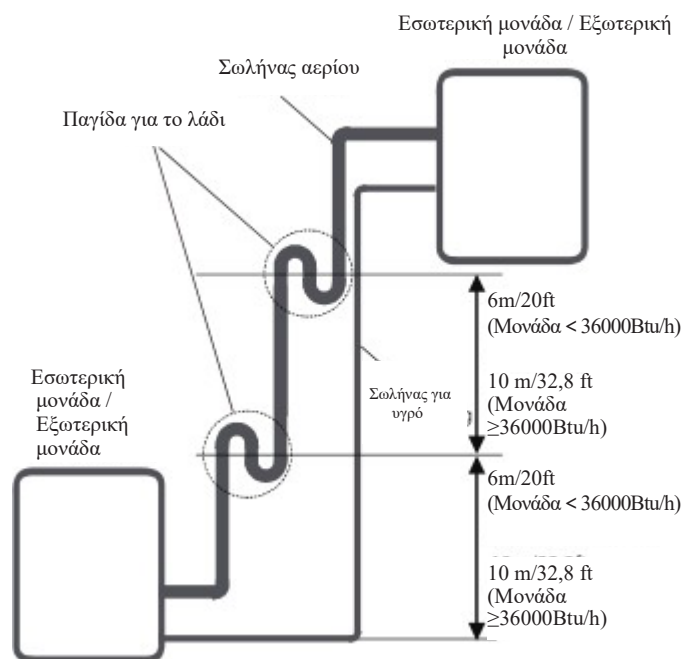 Εσωτερική μονάδα / Εξωτερική
μονάδα
Σωλήνας αερίου
Παγίδα για το λάδι
6m/20ft
(Μονάδα < 36000Btu/h)
Εσωτερική
μονάδα /
Εξωτερική
μονάδα
Σωλήνας για
υγρό
10 m/32,8 ft
(Μονάδα
≥36000Btu/h)
6m/20ft
(Μονάδα < 36000Btu/h)
10 m/32,8 ft
(Μονάδα
≥36000Btu/h)